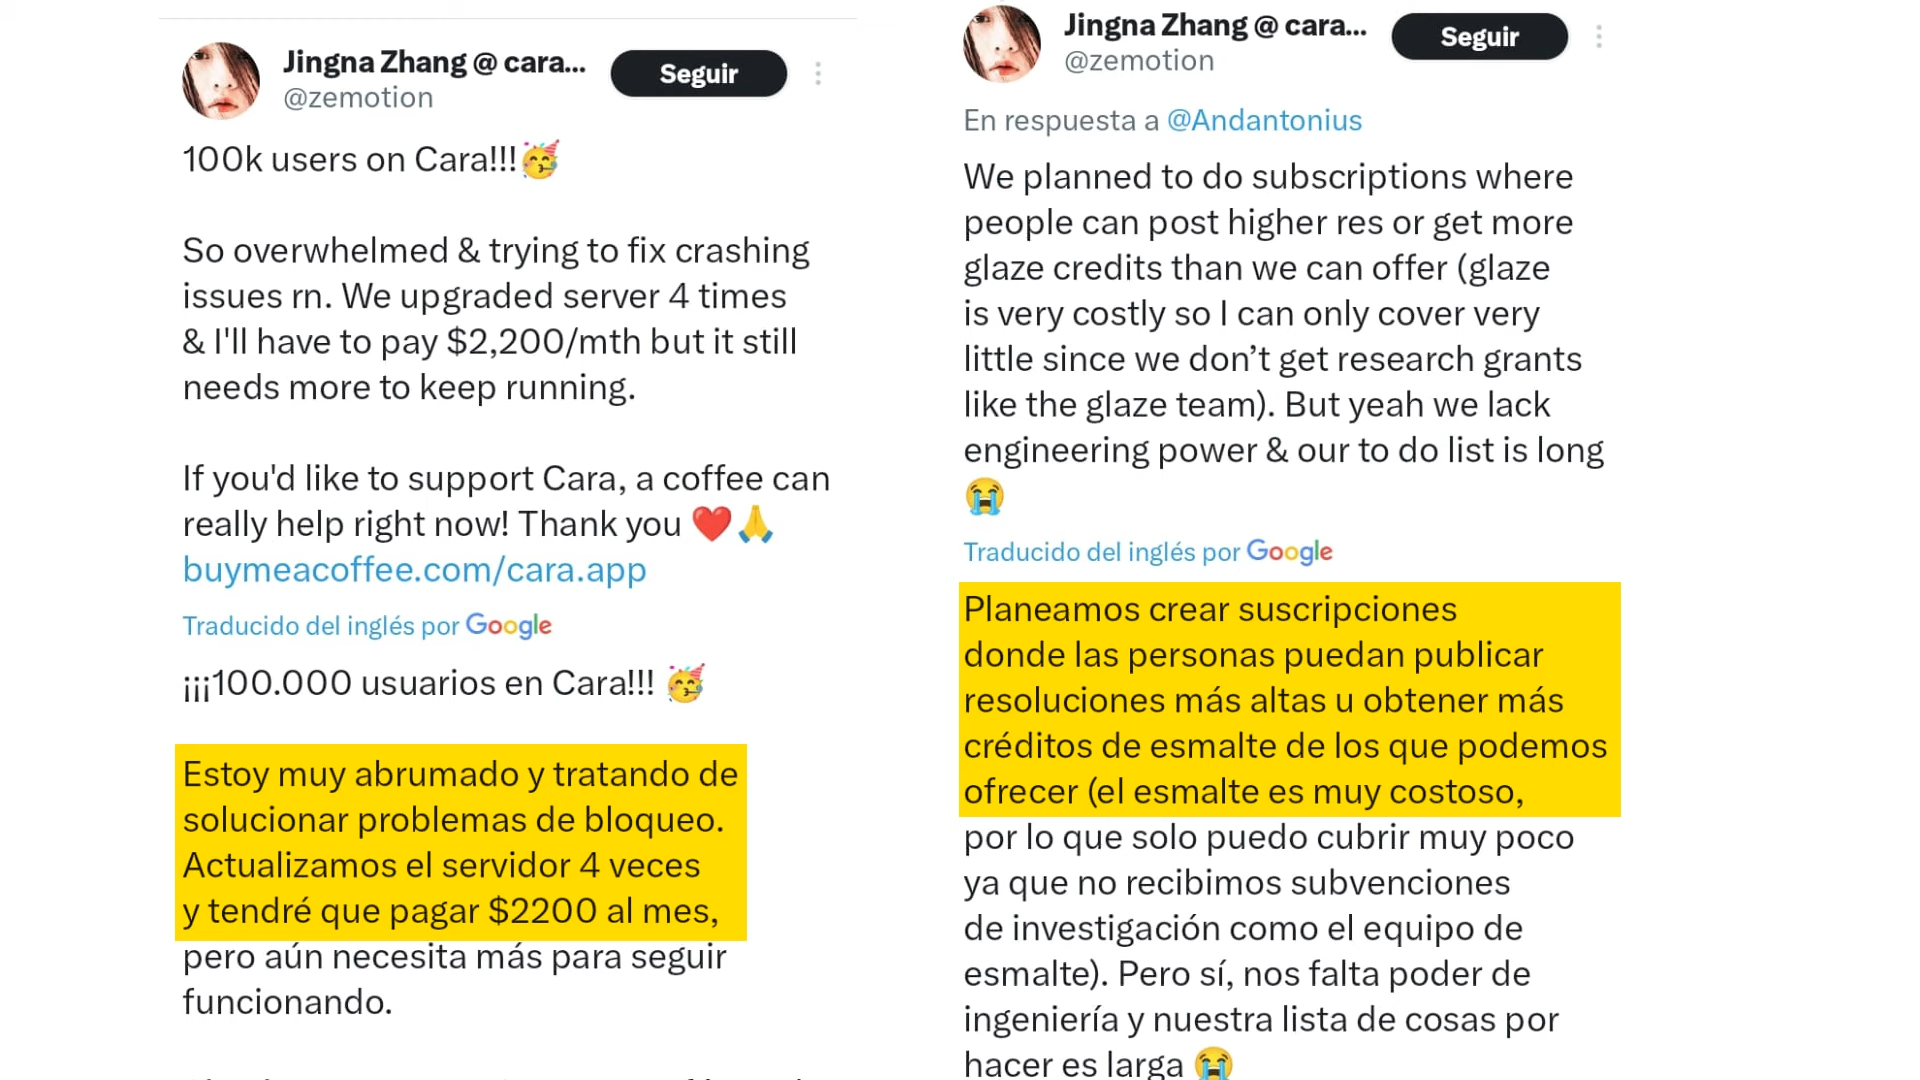 Jingna Zhang @ cara...
Seguir
@zemotion
100k users on Cara!!!🥳
So overwhelmed & trying to fix crashing
issues rn. We upgraded server 4 times
& I'll have to pay $2,200/mth but it still
needs more to keep running.
If you'd like to support Cara, a coffee can
really help right now! Thank you ❤️🙏
buymeacoffee.com/cara.app
Traducido del inglés por Google
¡¡¡100.000 usuarios en Cara!!! 🥳
Estoy muy abrumado y tratando de
solucionar problemas de bloqueo.
Actualizamos el servidor 4 veces
y tendré que pagar $2200 al mes,
pero aún necesita más para seguir
funcionando.
Jingna Zhang @ cara...
Seguir
@zemotion
En respuesta a @Andantonius
We planned to do subscriptions where
people can post higher res or get more
glaze credits than we can offer (glaze
is very costly so I can only cover very
little since we don’t get research grants
like the glaze team). But yeah we lack
engineering power & our to do list is long
😭
Traducido del inglés por Google
Planeamos crear suscripciones
donde las personas puedan publicar
resoluciones más altas u obtener más
créditos de esmalte de los que podemos
ofrecer (el esmalte es muy costoso,
por lo que solo puedo cubrir muy poco
ya que no recibimos subvenciones
de investigación como el equipo de
esmalte). Pero sí, nos falta poder de
ingeniería y nuestra lista de cosas por
hacer es larga 😭